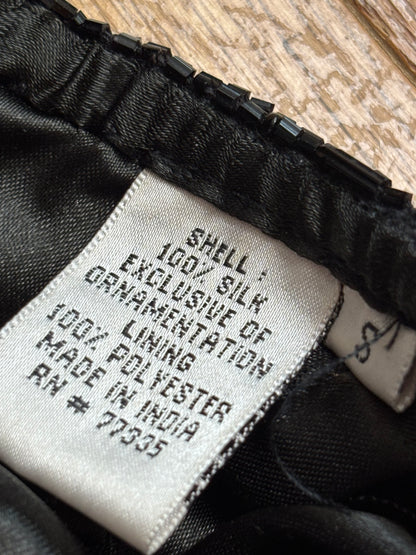 SHELL :
100% SILK
EXCLUSIVE OF
ORNAMENTATION
LINING
100% POLYESTER
MADE IN INDIA
RN # 77335
S